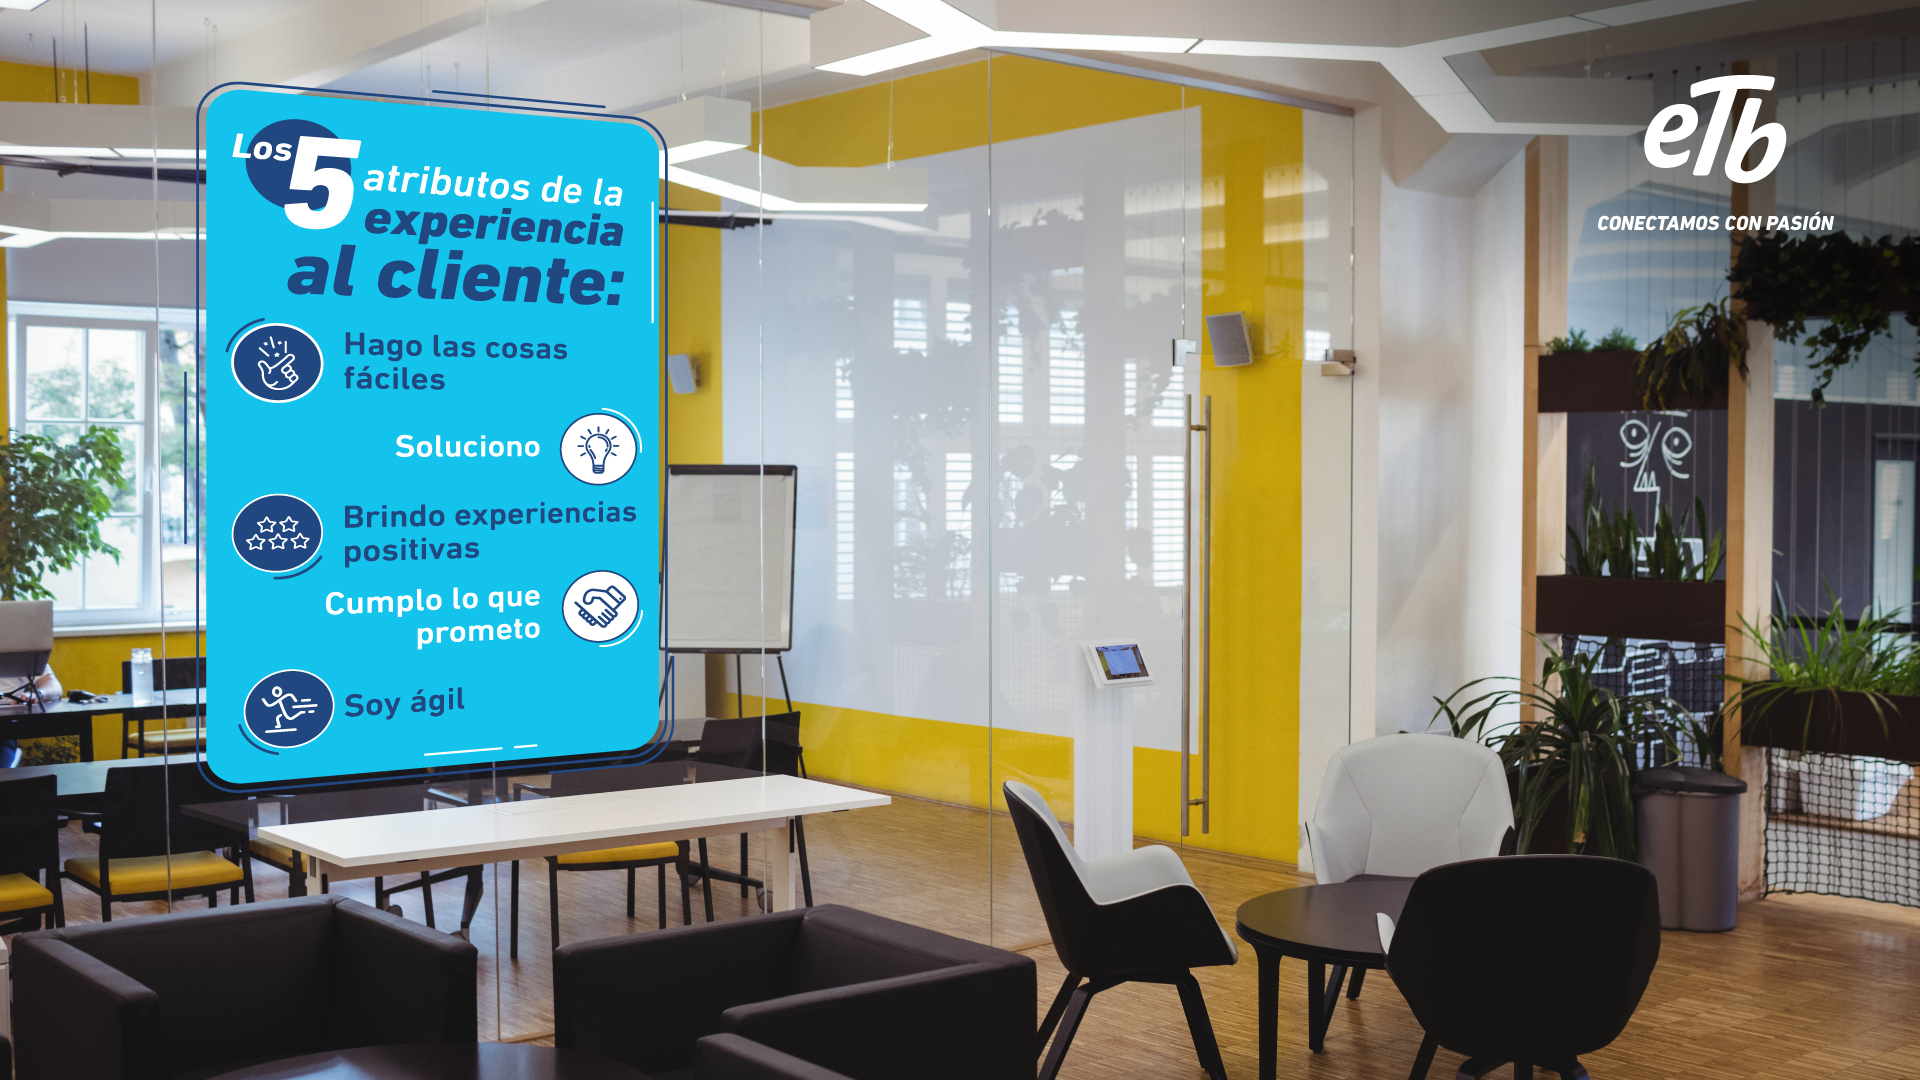 Los 5 atributos de la
experiencia
al cliente:
Hago las cosas
fáciles
Soluciono
Brindo experiencias
positivas
Cumplo lo que
prometo
Soy ágil
eTb
CONECTAMOS CON PASIÓN